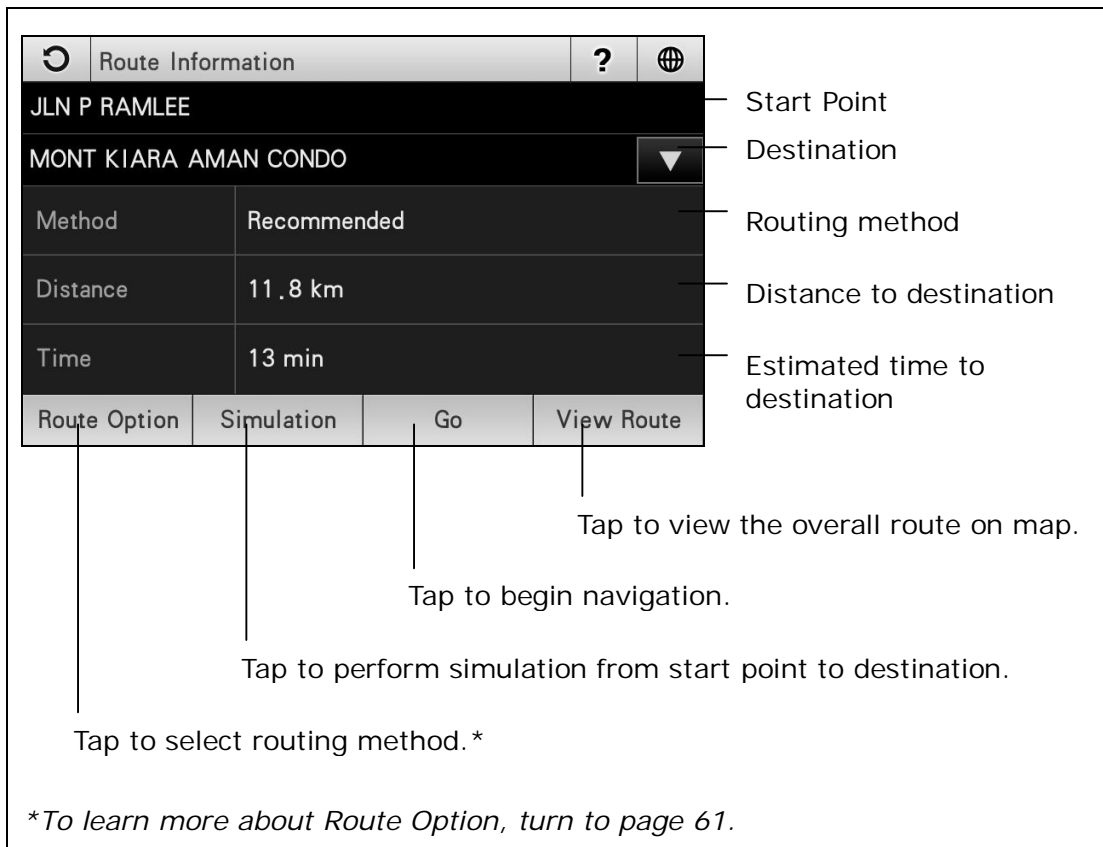 Route Information ?
JLN P RAMLEE
Start Point
MONT KIARA AMAN CONDO
Destination
Method Recommended
Routing method
Distance 11.8 km
Distance to destination
Time 13 min
Estimated time to
destination
Route Option Simulation Go View Route
Tap to view the overall route on map.
Tap to begin navigation.
Tap to perform simulation from start point to destination.
Tap to select routing method.*
*To learn more about Route Option, turn to page 61.